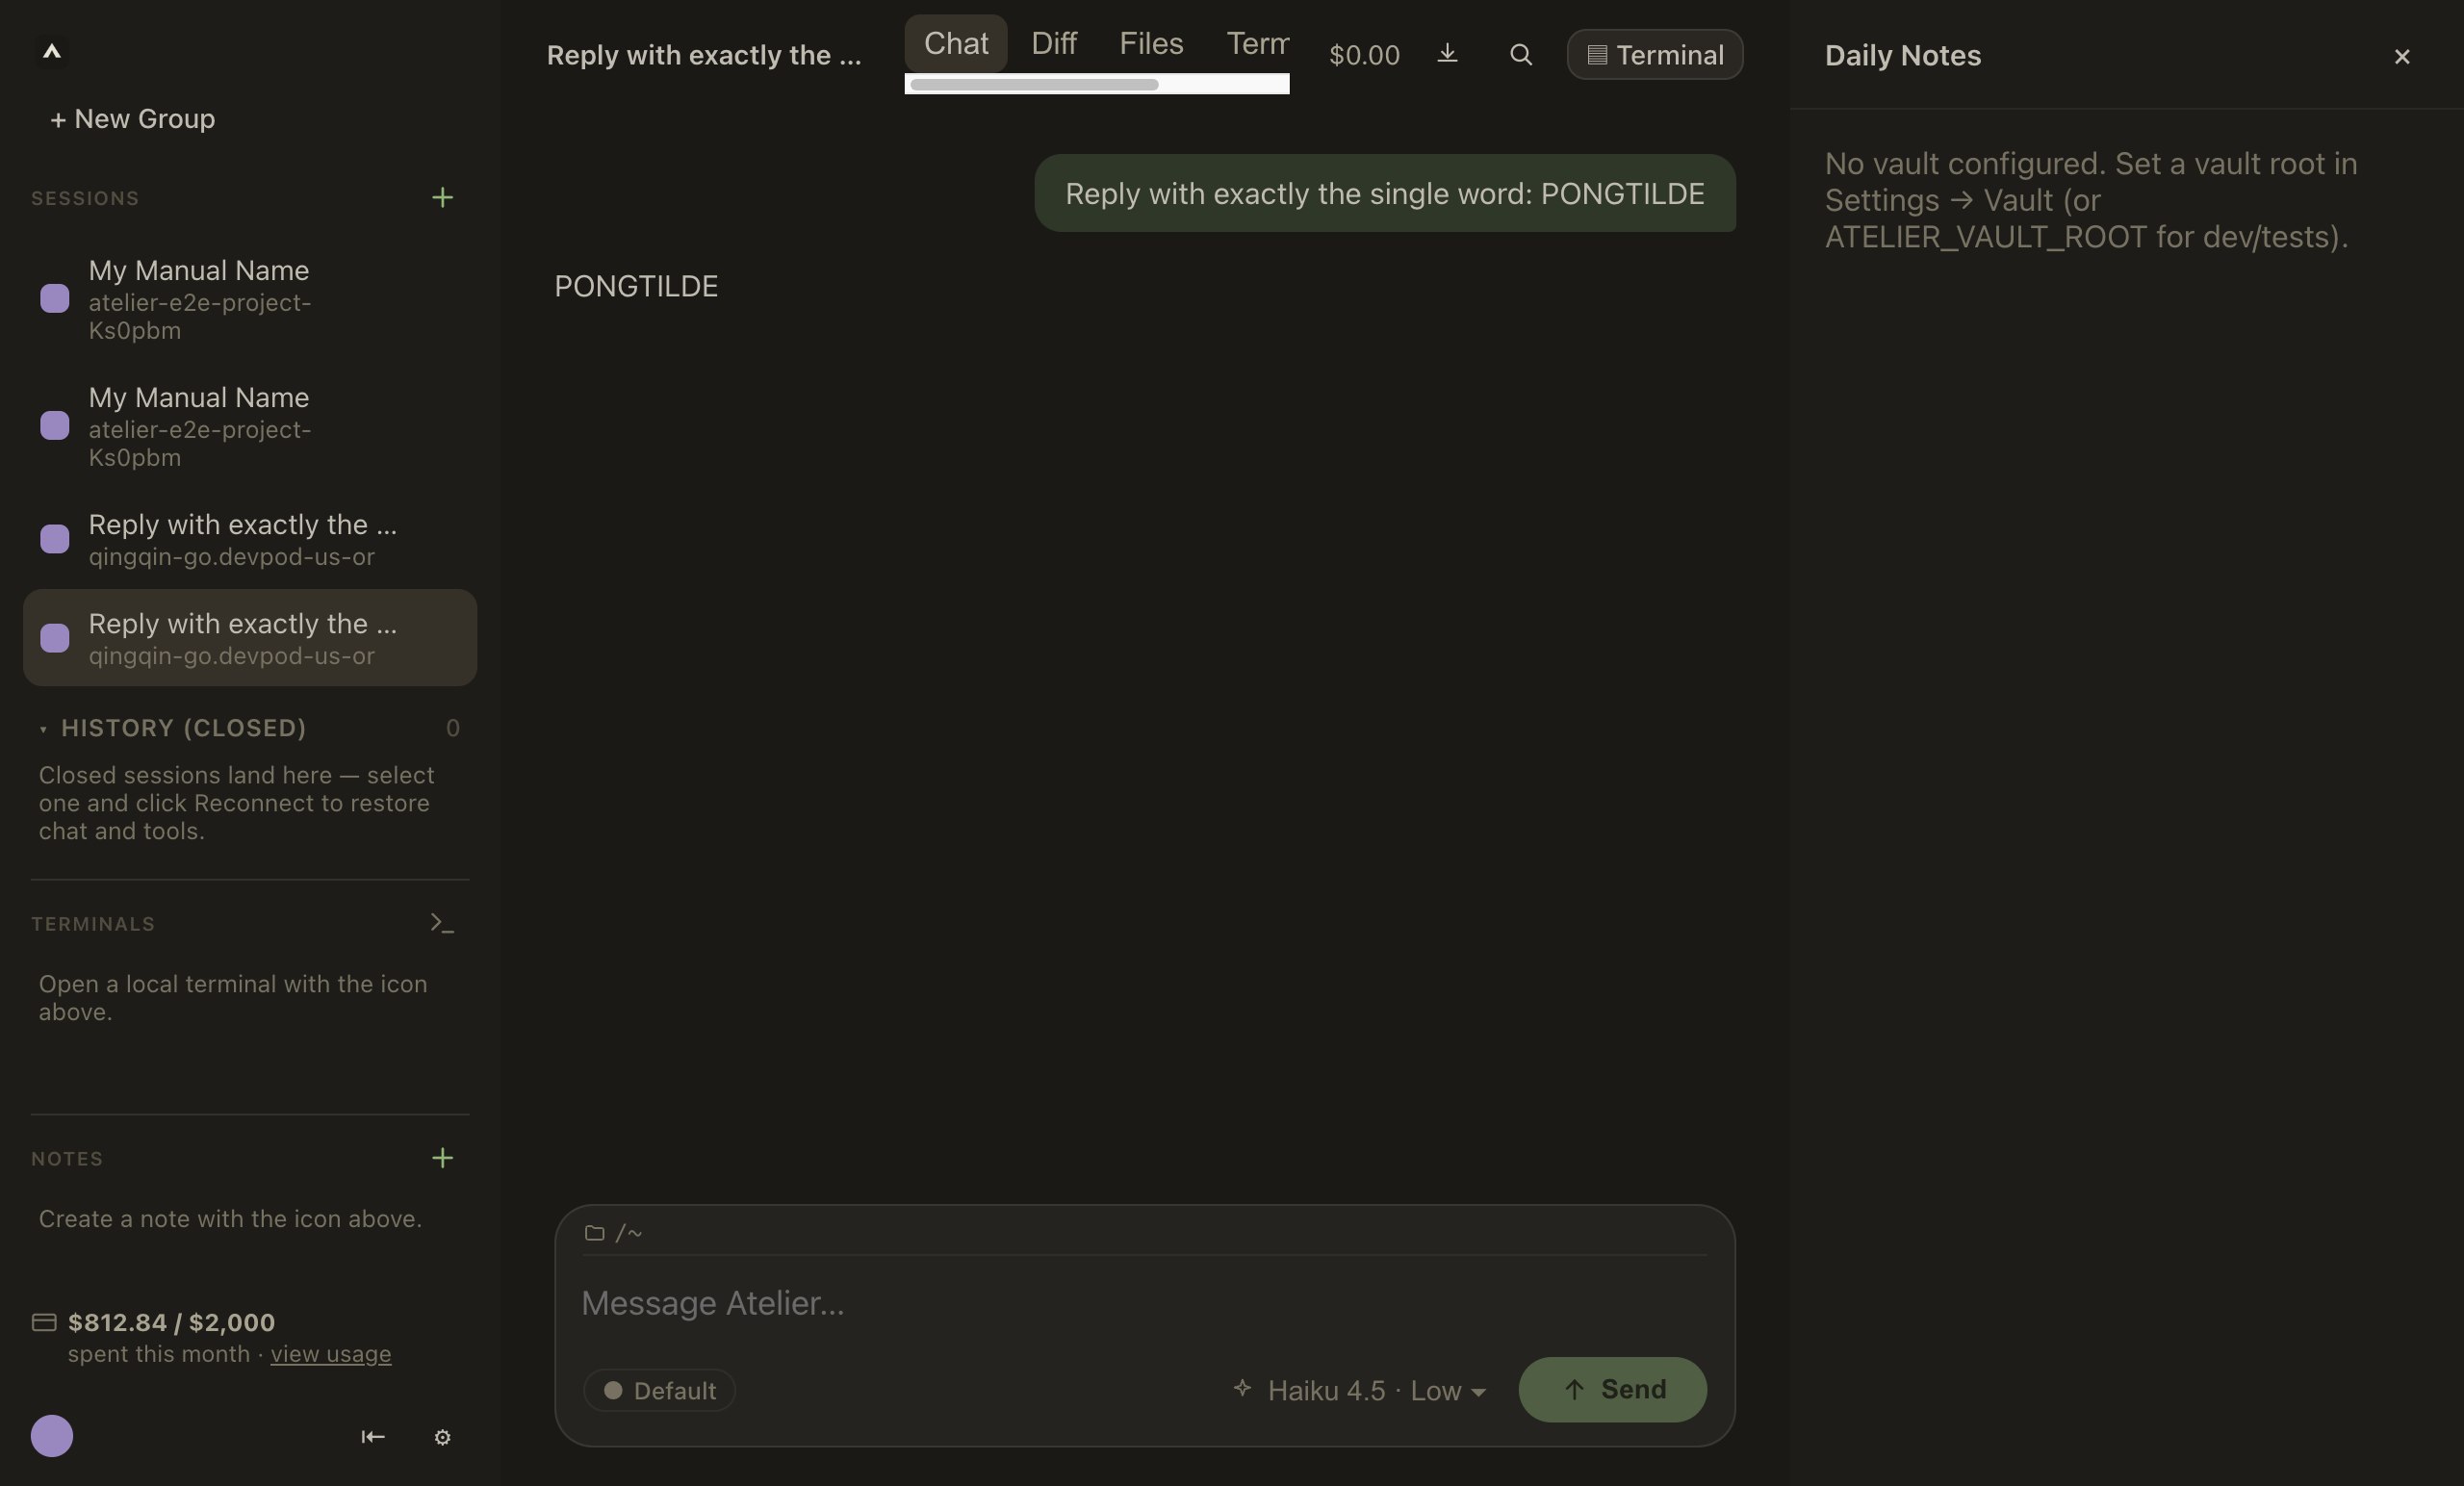 + New Group
SESSIONS
My Manual Name
atelier-e2e-project-
Ks0pbm
My Manual Name
atelier-e2e-project-
Ks0pbm
Reply with exactly the ...
qingqin-go.devpod-us-or
Reply with exactly the ...
qingqin-go.devpod-us-or
HISTORY (CLOSED) 0
Closed sessions land here — select
one and click Reconnect to restore
chat and tools.
TERMINALS
Open a local terminal with the icon
above.
NOTES
Create a note with the icon above.
$812.84 / $2,000
spent this month · view usage
Reply with exactly the ... Chat Diff Files Term $0.00 Terminal
Reply with exactly the single word: PONGTILDE
PONGTILDE
/~
Message Atelier...
Default Haiku 4.5 · Low Send
Daily Notes
No vault configured. Set a vault root in
Settings → Vault (or
ATELIER_VAULT_ROOT for dev/tests).